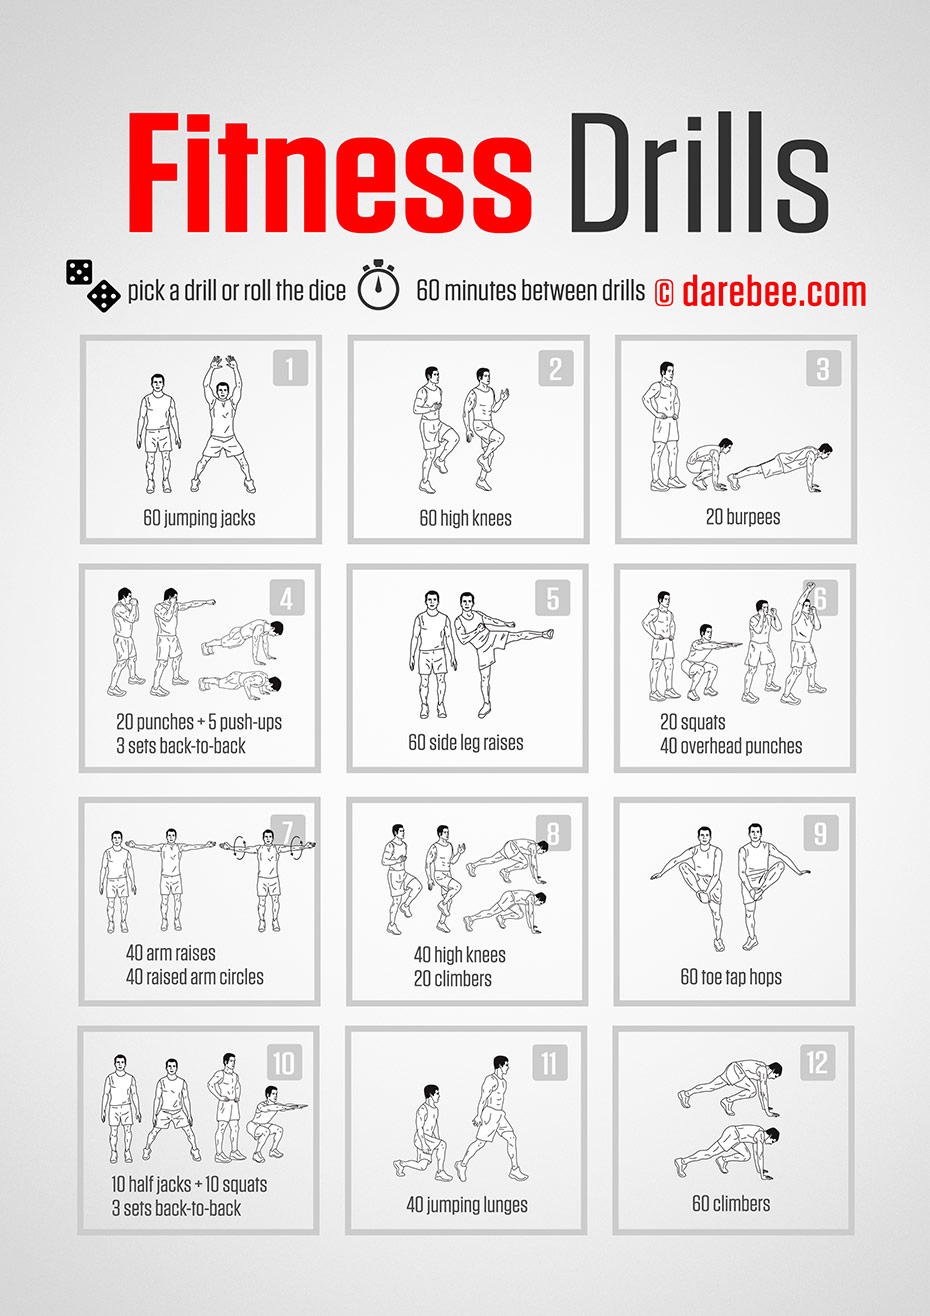 Fitness Drills
pick a drill or roll the dice 60 minutes between drills © darebee.com
1
60 jumping jacks
2
60 high knees
3
20 burpees
4
20 punches + 5 push-ups
3 sets back-to-back
5
60 side leg raises
6
20 squats
40 overhead punches
7
40 arm raises
40 raised arm circles
8
40 high knees
20 climbers
9
60 toe tap hops
10
10 half jacks + 10 squats
3 sets back-to-back
11
40 jumping lunges
12
60 climbers